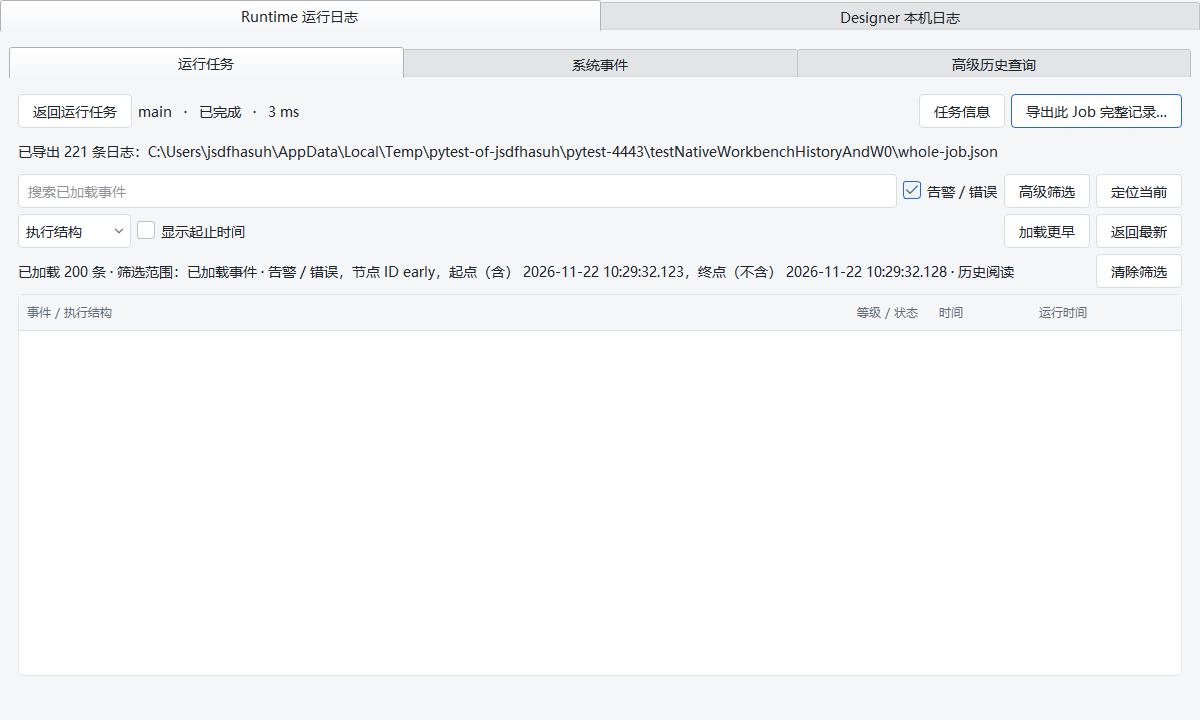 Runtime 运行日志
Designer 本机日志
运行任务
系统事件
高级历史查询
返回运行任务
main · 已完成 · 3 ms
任务信息
导出此 Job 完整记录...
已导出 221 条日志：C:\Users\jsdfhasuh\AppData\Local\Temp\pytest-of-jsdfhasuh\pytest-4443\testNativeWorkbenchHistoryAndW0\whole-job.json
搜索已加载事件
告警 / 错误
高级筛选
定位当前
执行结构
显示起止时间
加载更早
返回最新
已加载 200 条 · 筛选范围：已加载事件 · 告警 / 错误，节点 ID early，起点（含） 2026-11-22 10:29:32.123，终点（不含） 2026-11-22 10:29:32.128 · 历史阅读
清除筛选
事件 / 执行结构
等级 / 状态
时间
运行时间